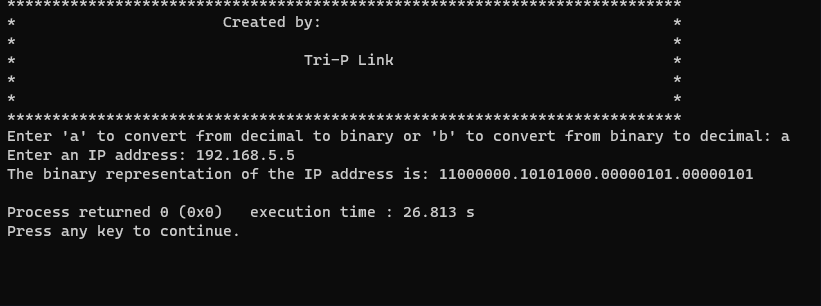 ***************************************************************************
* Created by: *
* *
* Tri-P Link *
* *
* *
***************************************************************************
Enter 'a' to convert from decimal to binary or 'b' to convert from binary to decimal: a
Enter an IP address: 192.168.5.5
The binary representation of the IP address is: 11000000.10101000.00000101.00000101
Process returned 0 (0x0) execution time : 26.813 s
Press any key to continue.